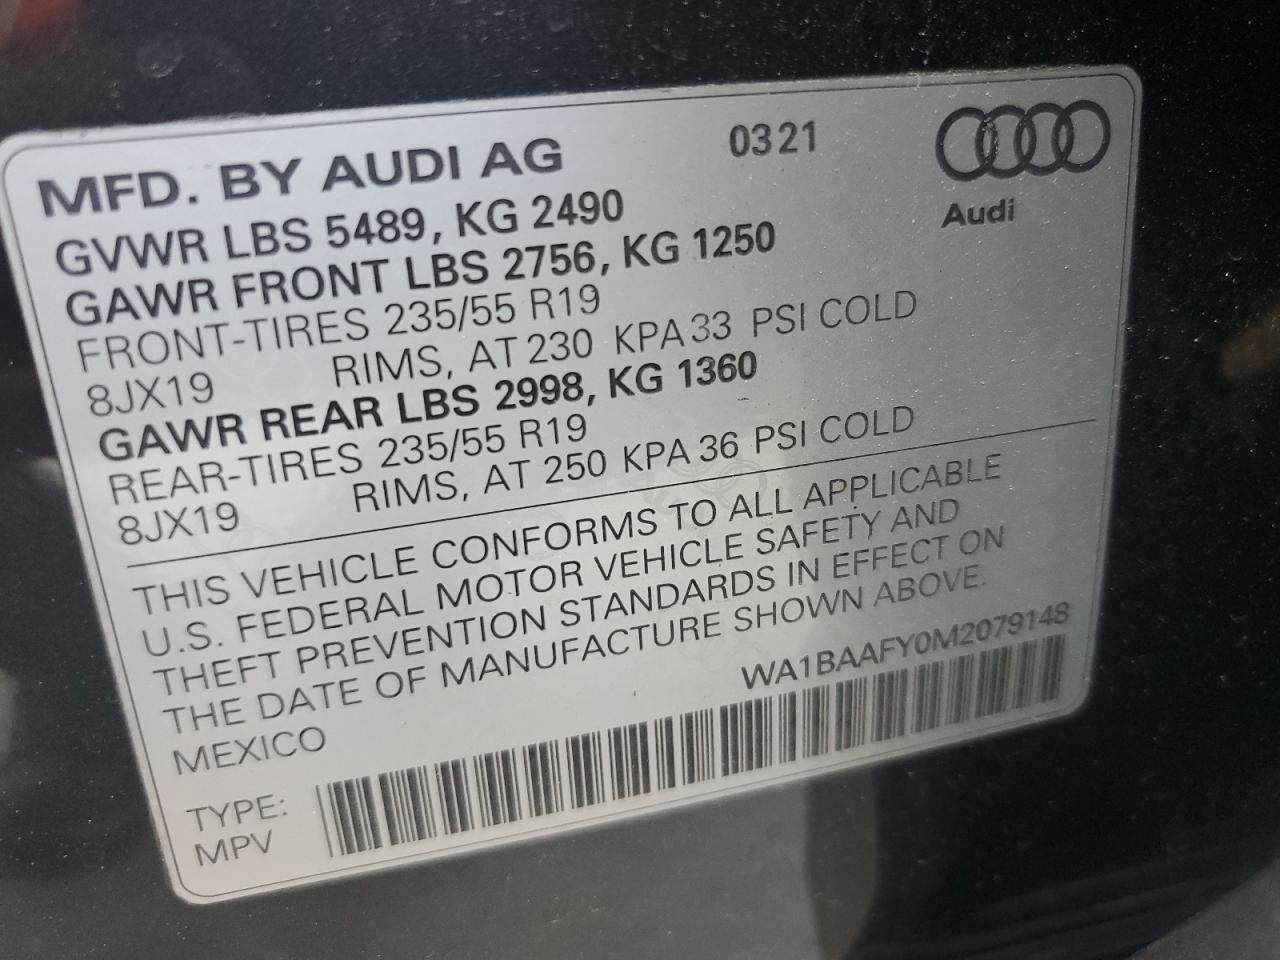 MFD. BY AUDI AG 0321
Audi
GVWR LBS 5489, KG 2490
GAWR FRONT LBS 2756, KG 1250
FRONT-TIRES 235/55 R19
8JX19 RIMS, AT 230 KPA 33 PSI COLD
GAWR REAR LBS 2998, KG 1360
REAR-TIRES 235/55 R19
8JX19 RIMS, AT 250 KPA 36 PSI COLD
THIS VEHICLE CONFORMS TO ALL APPLICABLE
U.S. FEDERAL MOTOR VEHICLE SAFETY AND
THEFT PREVENTION STANDARDS IN EFFECT ON
THE DATE OF MANUFACTURE SHOWN ABOVE.
MEXICO WA1BAAFY0M2079148
TYPE:
MPV